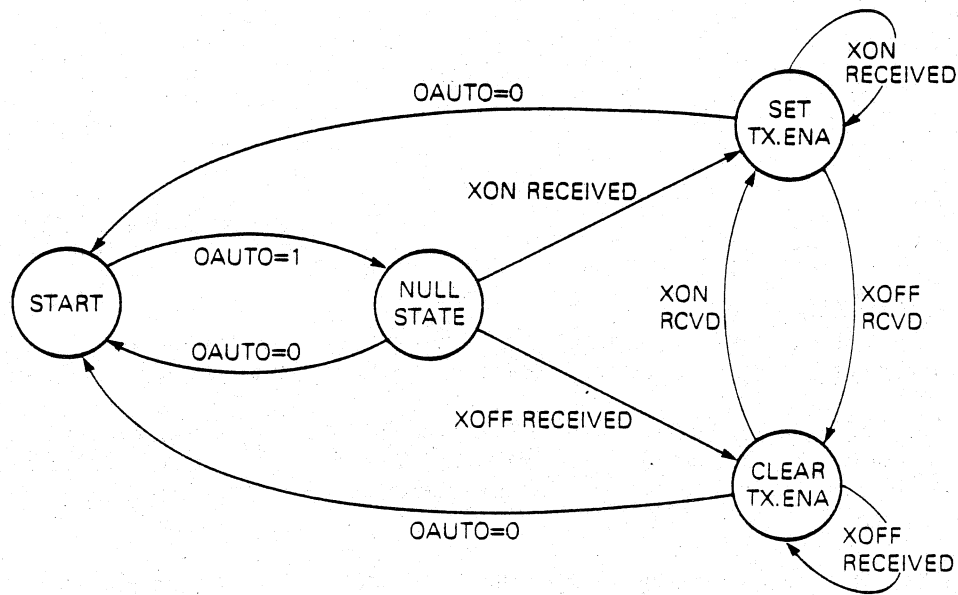 XON
RECEIVED
OAUTO=0
SET
TX.ENA
XON RECEIVED
OAUTO=1
START
NULL
STATE
XON
RCVD
XOFF
RCVD
OAUTO=0
XOFF RECEIVED
CLEAR
TX.ENA
OAUTO=0
XOFF
RECEIVED